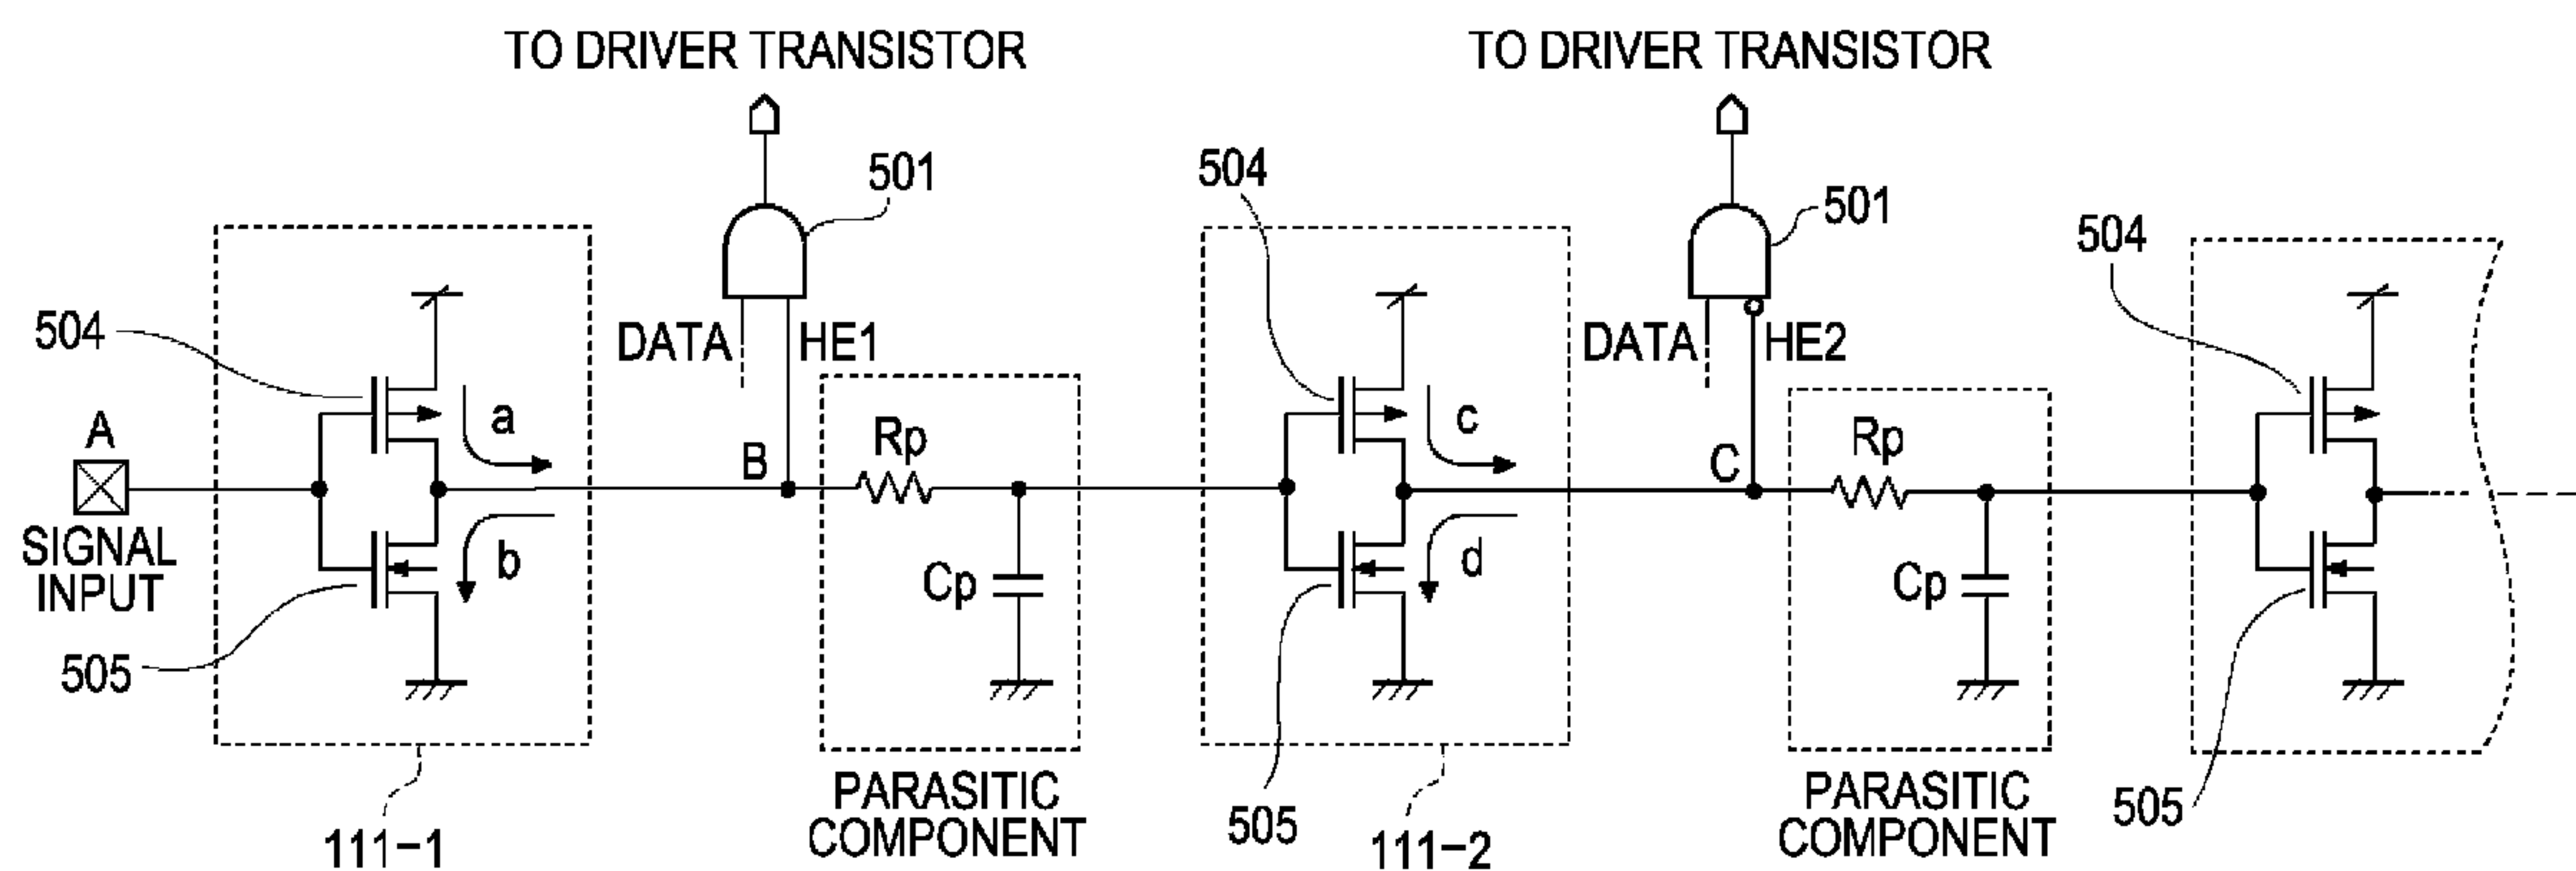 TO DRIVER TRANSISTOR
TO DRIVER TRANSISTOR
501
504
501
504
504
DATA
HE1
DATA
HE2
A
a
B
Rp
c
C
Rp
SIGNAL
INPUT
b
Cp
d
Cp
505
505
505
PARASITIC
COMPONENT
PARASITIC
COMPONENT
111-1
111-2